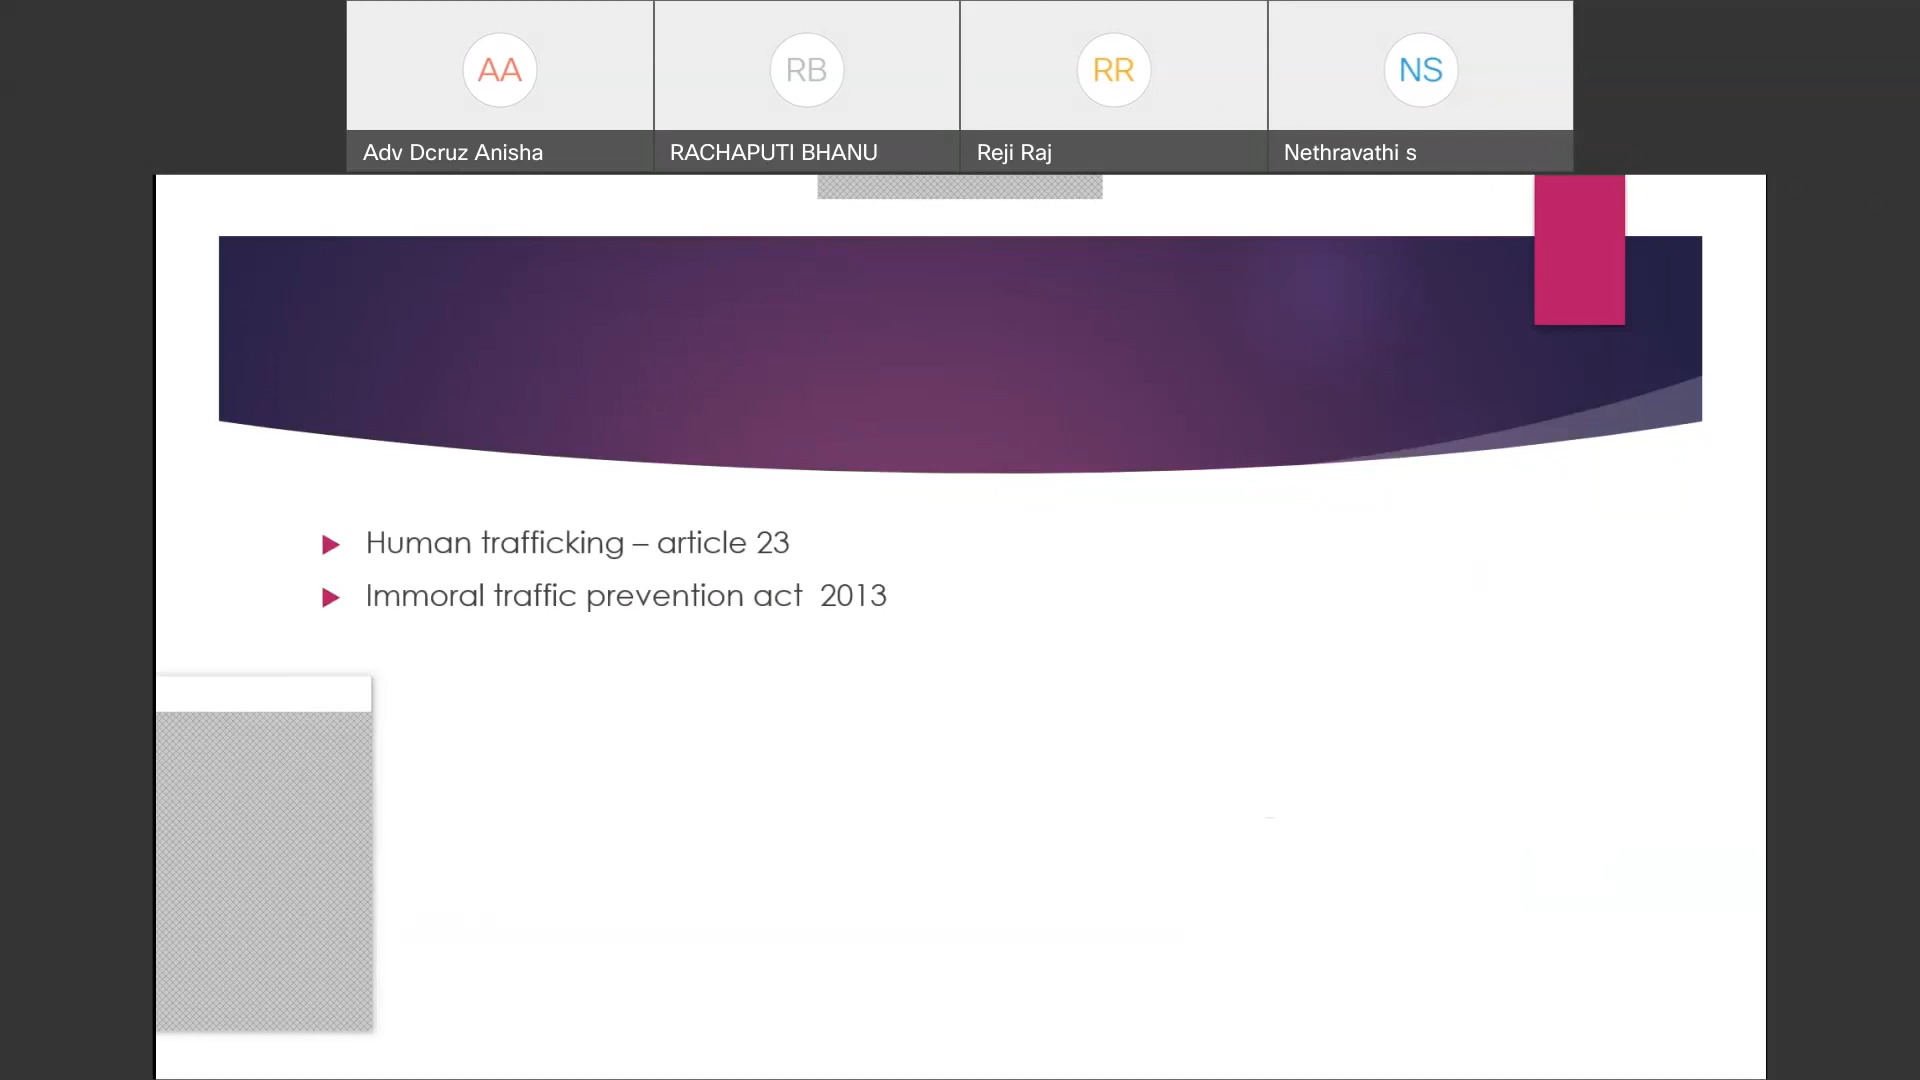 AA
RB
RR
NS
Adv Dcruz Anisha
RACHAPUTI BHANU
Reji Raj
Nethravathi s
Human trafficking – article 23
Immoral traffic prevention act 2013